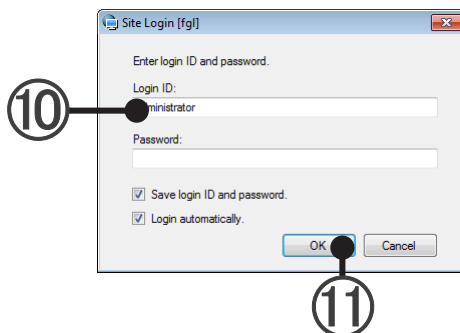 Site Login [fgl]
Enter login ID and password.
Login ID:
⑩
ministrator
Password:
Save login ID and password.
Login automatically.
OK
Cancel
⑪